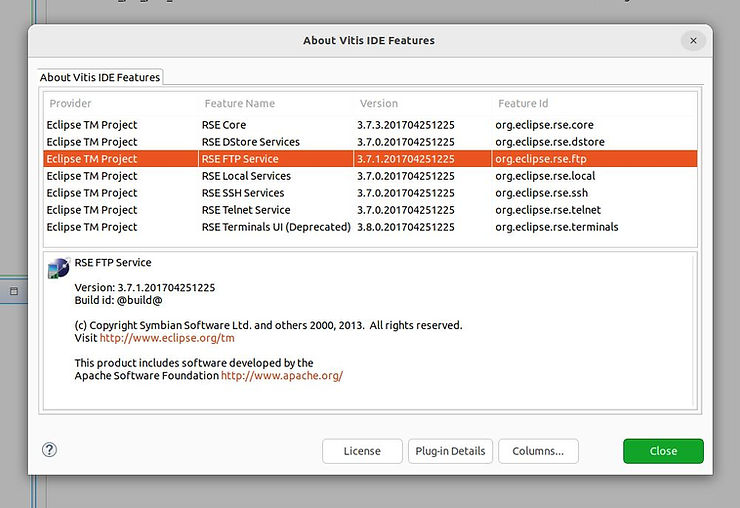 About Vitis IDE Features
About Vitis IDE Features
Provider Feature Name Version Feature Id
Eclipse TM Project RSE Core 3.7.3.201704251225 org.eclipse.rse.core
Eclipse TM Project RSE DStore Services 3.7.0.201704251225 org.eclipse.rse.dstore
Eclipse TM Project RSE FTP Service 3.7.1.201704251225 org.eclipse.rse.ftp
Eclipse TM Project RSE Local Services 3.7.0.201704251225 org.eclipse.rse.local
Eclipse TM Project RSE SSH Services 3.7.0.201704251225 org.eclipse.rse.ssh
Eclipse TM Project RSE Telnet Service 3.7.0.201704251225 org.eclipse.rse.telnet
Eclipse TM Project RSE Terminals UI (Deprecated) 3.8.0.201704251225 org.eclipse.rse.terminals
RSE FTP Service
Version: 3.7.1.201704251225
Build id: @build@
(c) Copyright Symbian Software Ltd. and others 2000, 2013.  All rights reserved.
Visit http://www.eclipse.org/tm
This product includes software developed by the
Apache Software Foundation http://www.apache.org/
License Plug-in Details Columns... Close